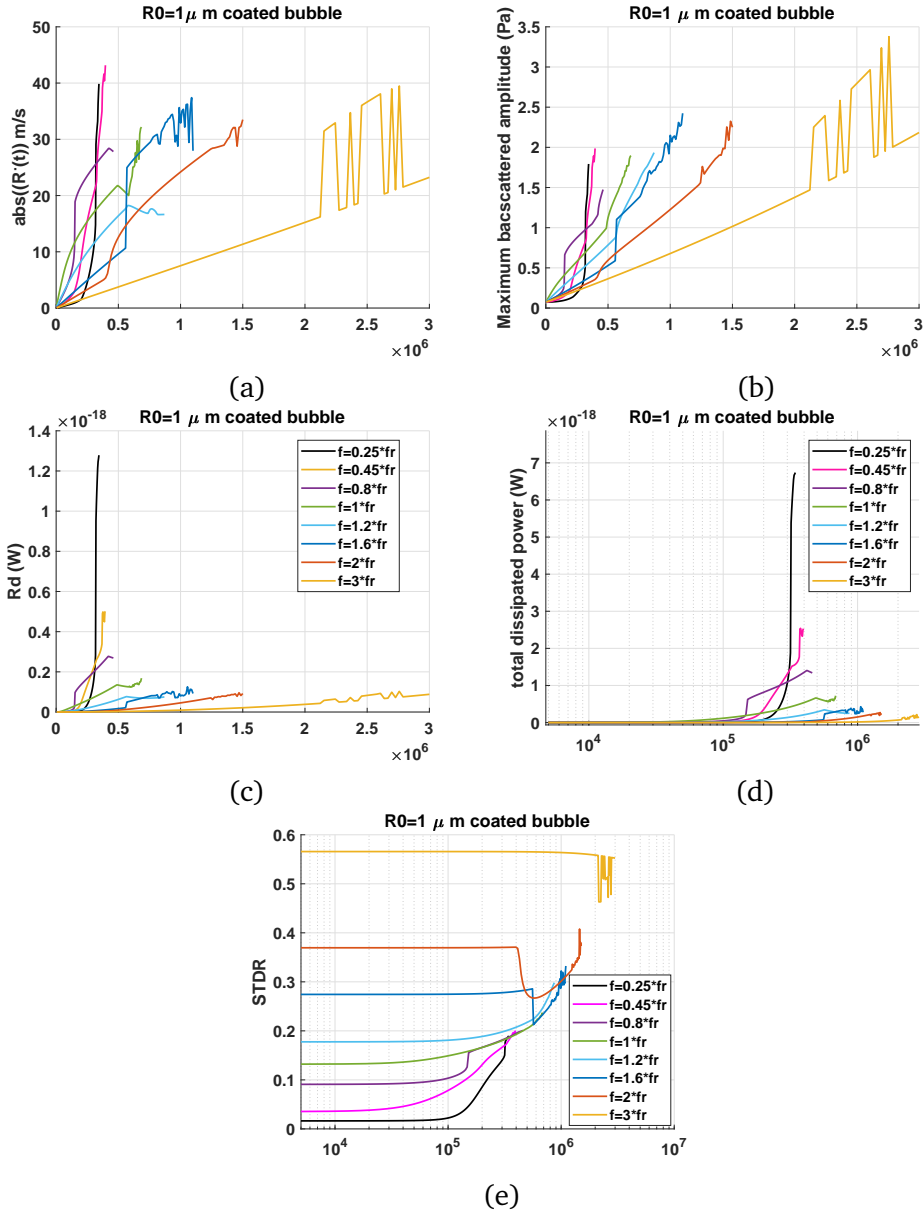 R0=1μ m coated bubble
abs((R˙(t)) m/s
50
40
30
20
10
0
0 0.5 1 1.5 2 2.5 3
×10^6
(a)
R0=1μ m coated bubble
Maximum bacscattered amplitude (Pa)
3.5
3
2.5
2
1.5
1
0.5
0
0 0.5 1 1.5 2 2.5 3
×10^6
(b)
×10^-18
R0=1 μ m coated bubble
Rd (W)
1.4
1.2
1
0.8
0.6
0.4
0.2
0
f=0.25*fr
f=0.45*fr
f=0.8*fr
f=1*fr
f=1.2*fr
f=1.6*fr
f=2*fr
f=3*fr
0 0.5 1 1.5 2 2.5 3
×10^6
(c)
×10^-18
R0=1 μ m coated bubble
total dissipated power (W)
7
6
5
4
3
2
1
0
f=0.25*fr
f=0.45*fr
f=0.8*fr
f=1*fr
f=1.2*fr
f=1.6*fr
f=2*fr
f=3*fr
10^4 10^5 10^6
(d)
R0=1 μ m coated bubble
STDR
0.6
0.5
0.4
0.3
0.2
0.1
0
f=0.25*fr
f=0.45*fr
f=0.8*fr
f=1*fr
f=1.2*fr
f=1.6*fr
f=2*fr
f=3*fr
10^4 10^5 10^6 10^7
(e)